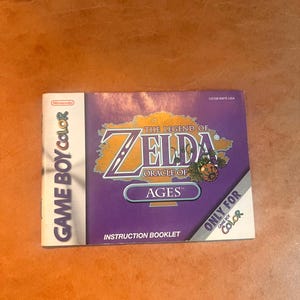 Nintendo
GAME BOY COLOR
THE LEGEND OF
ZELDA
ORACLE OF
AGES
INSTRUCTION BOOKLET
ONLY FOR
GAME BOY
COLOR